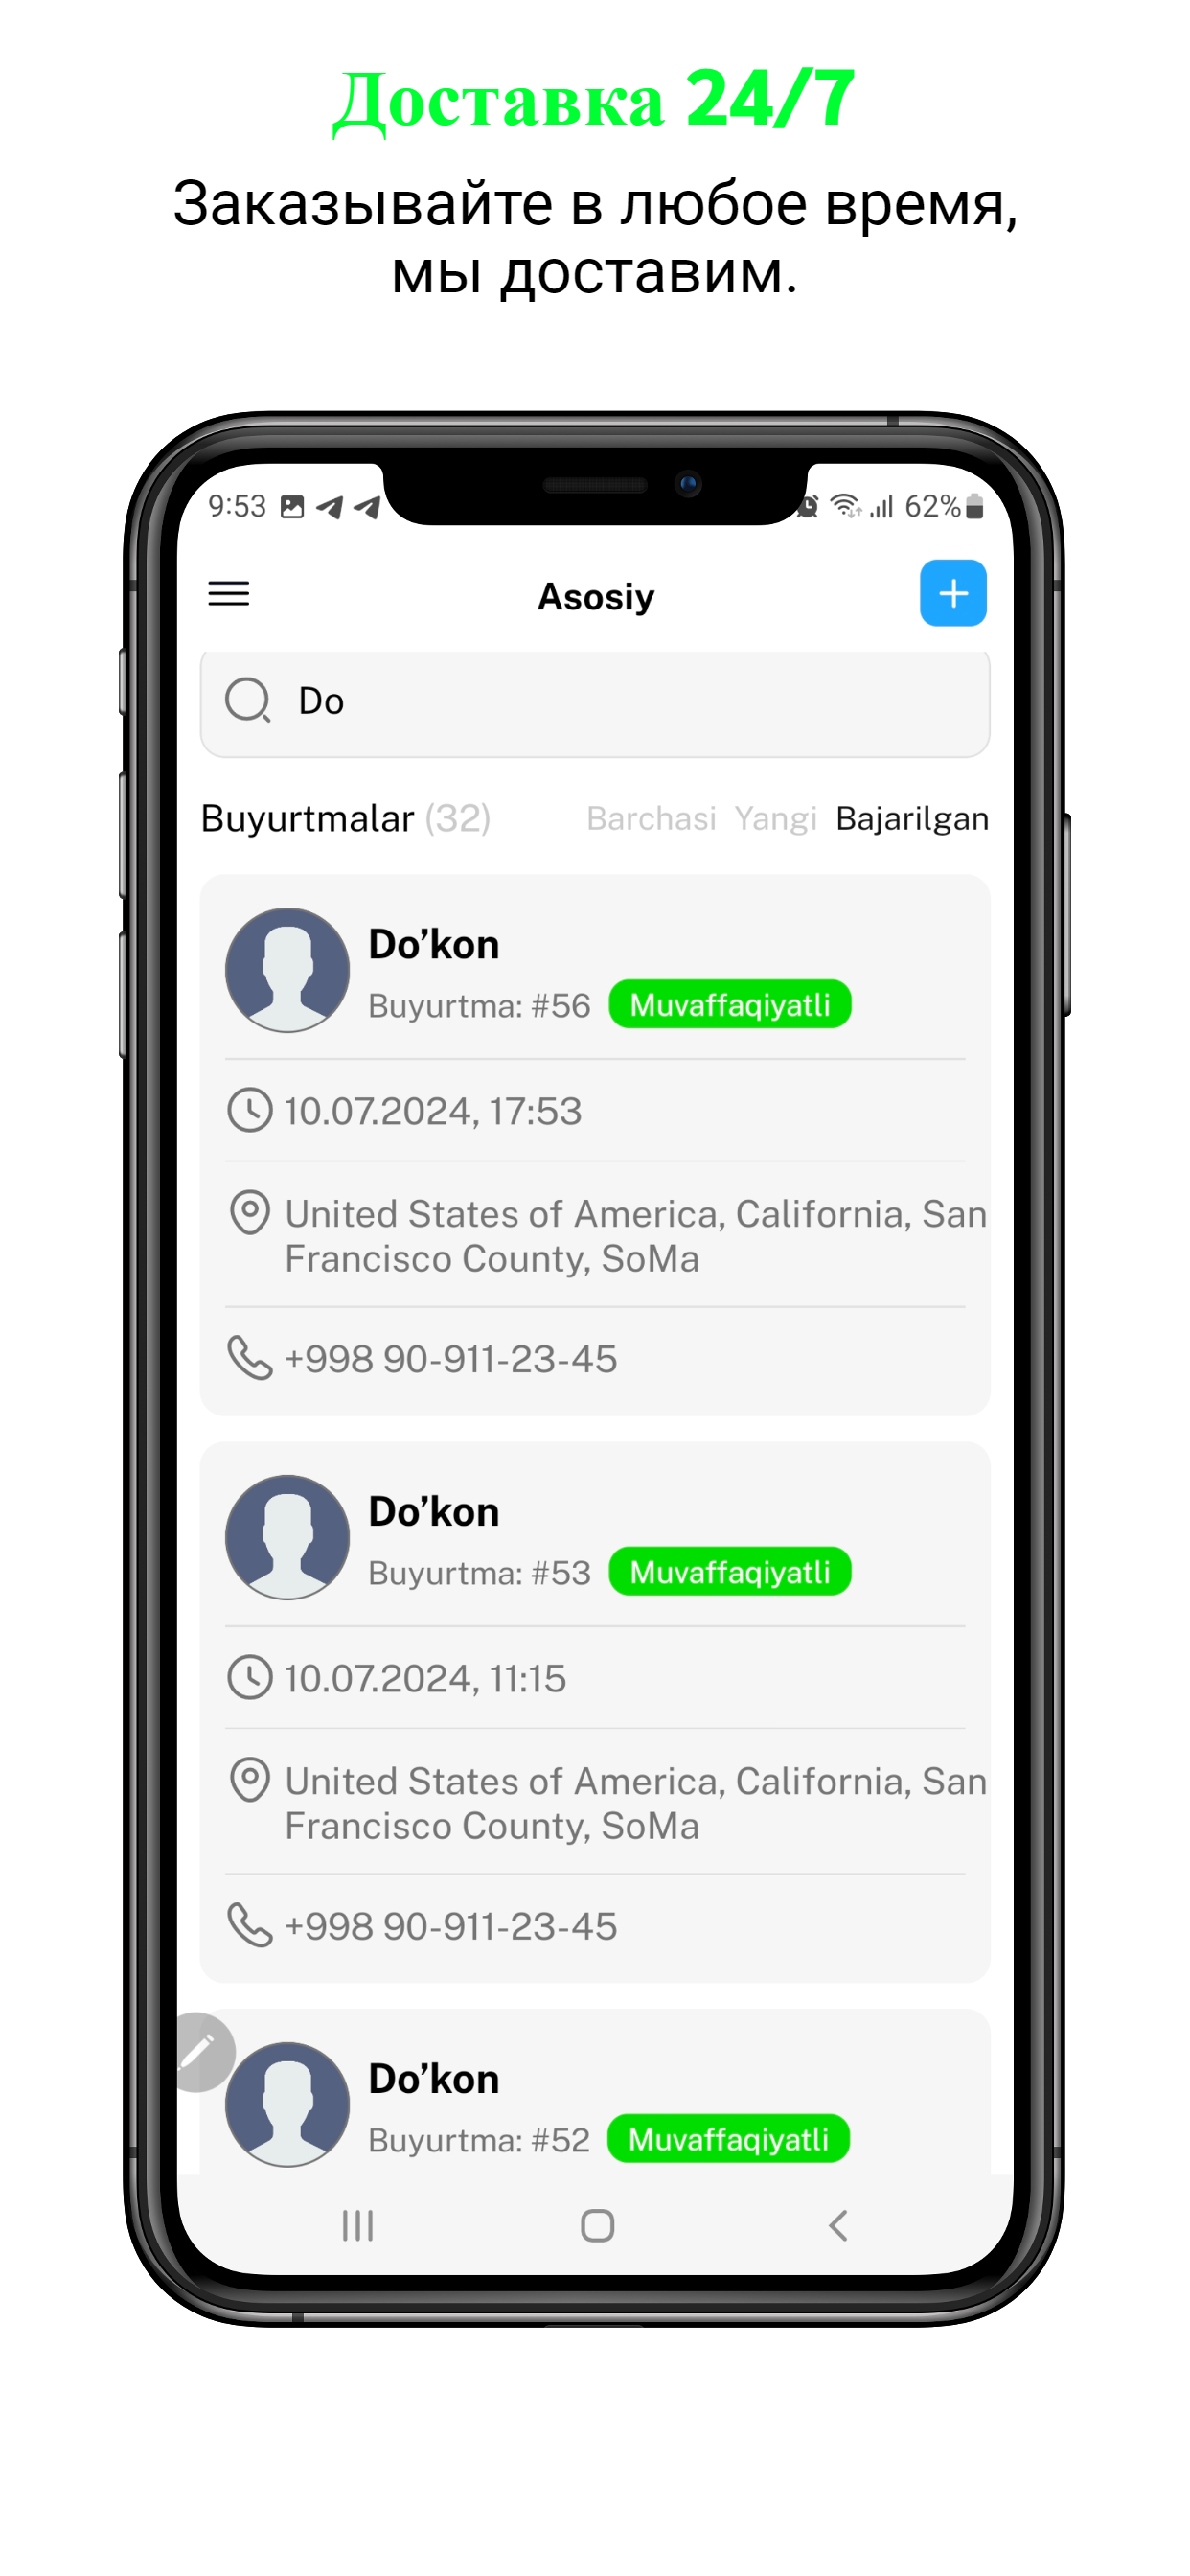 Доставка 24/7
Заказывайте в любое время,
мы доставим.
9:53 62%
Asosiy
Do
Buyurtmalar (32) Barchasi Yangi Bajarilgan
Do’kon
Buyurtma: #56 Muvaffaqiyatli
10.07.2024, 17:53
United States of America, California, San
Francisco County, SoMa
+998 90-911-23-45
Do’kon
Buyurtma: #53 Muvaffaqiyatli
10.07.2024, 11:15
United States of America, California, San
Francisco County, SoMa
+998 90-911-23-45
Do’kon
Buyurtma: #52 Muvaffaqiyatli